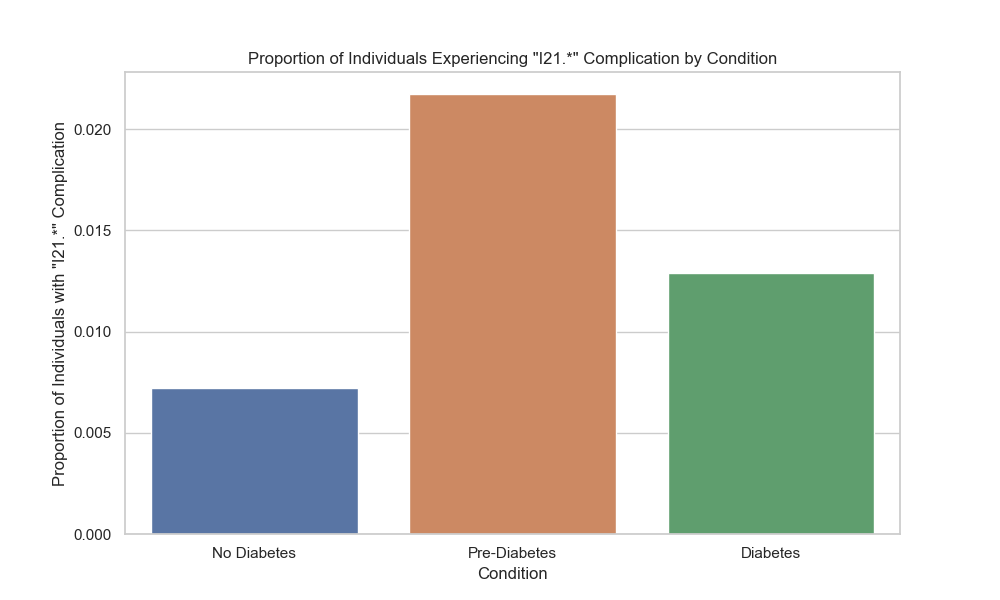 Proportion of Individuals Experiencing "I21.*" Complication by Condition
Proportion of Individuals with "I21.*" Complication
0.020
0.015
0.010
0.005
0.000
No Diabetes
Pre-Diabetes
Diabetes
Condition